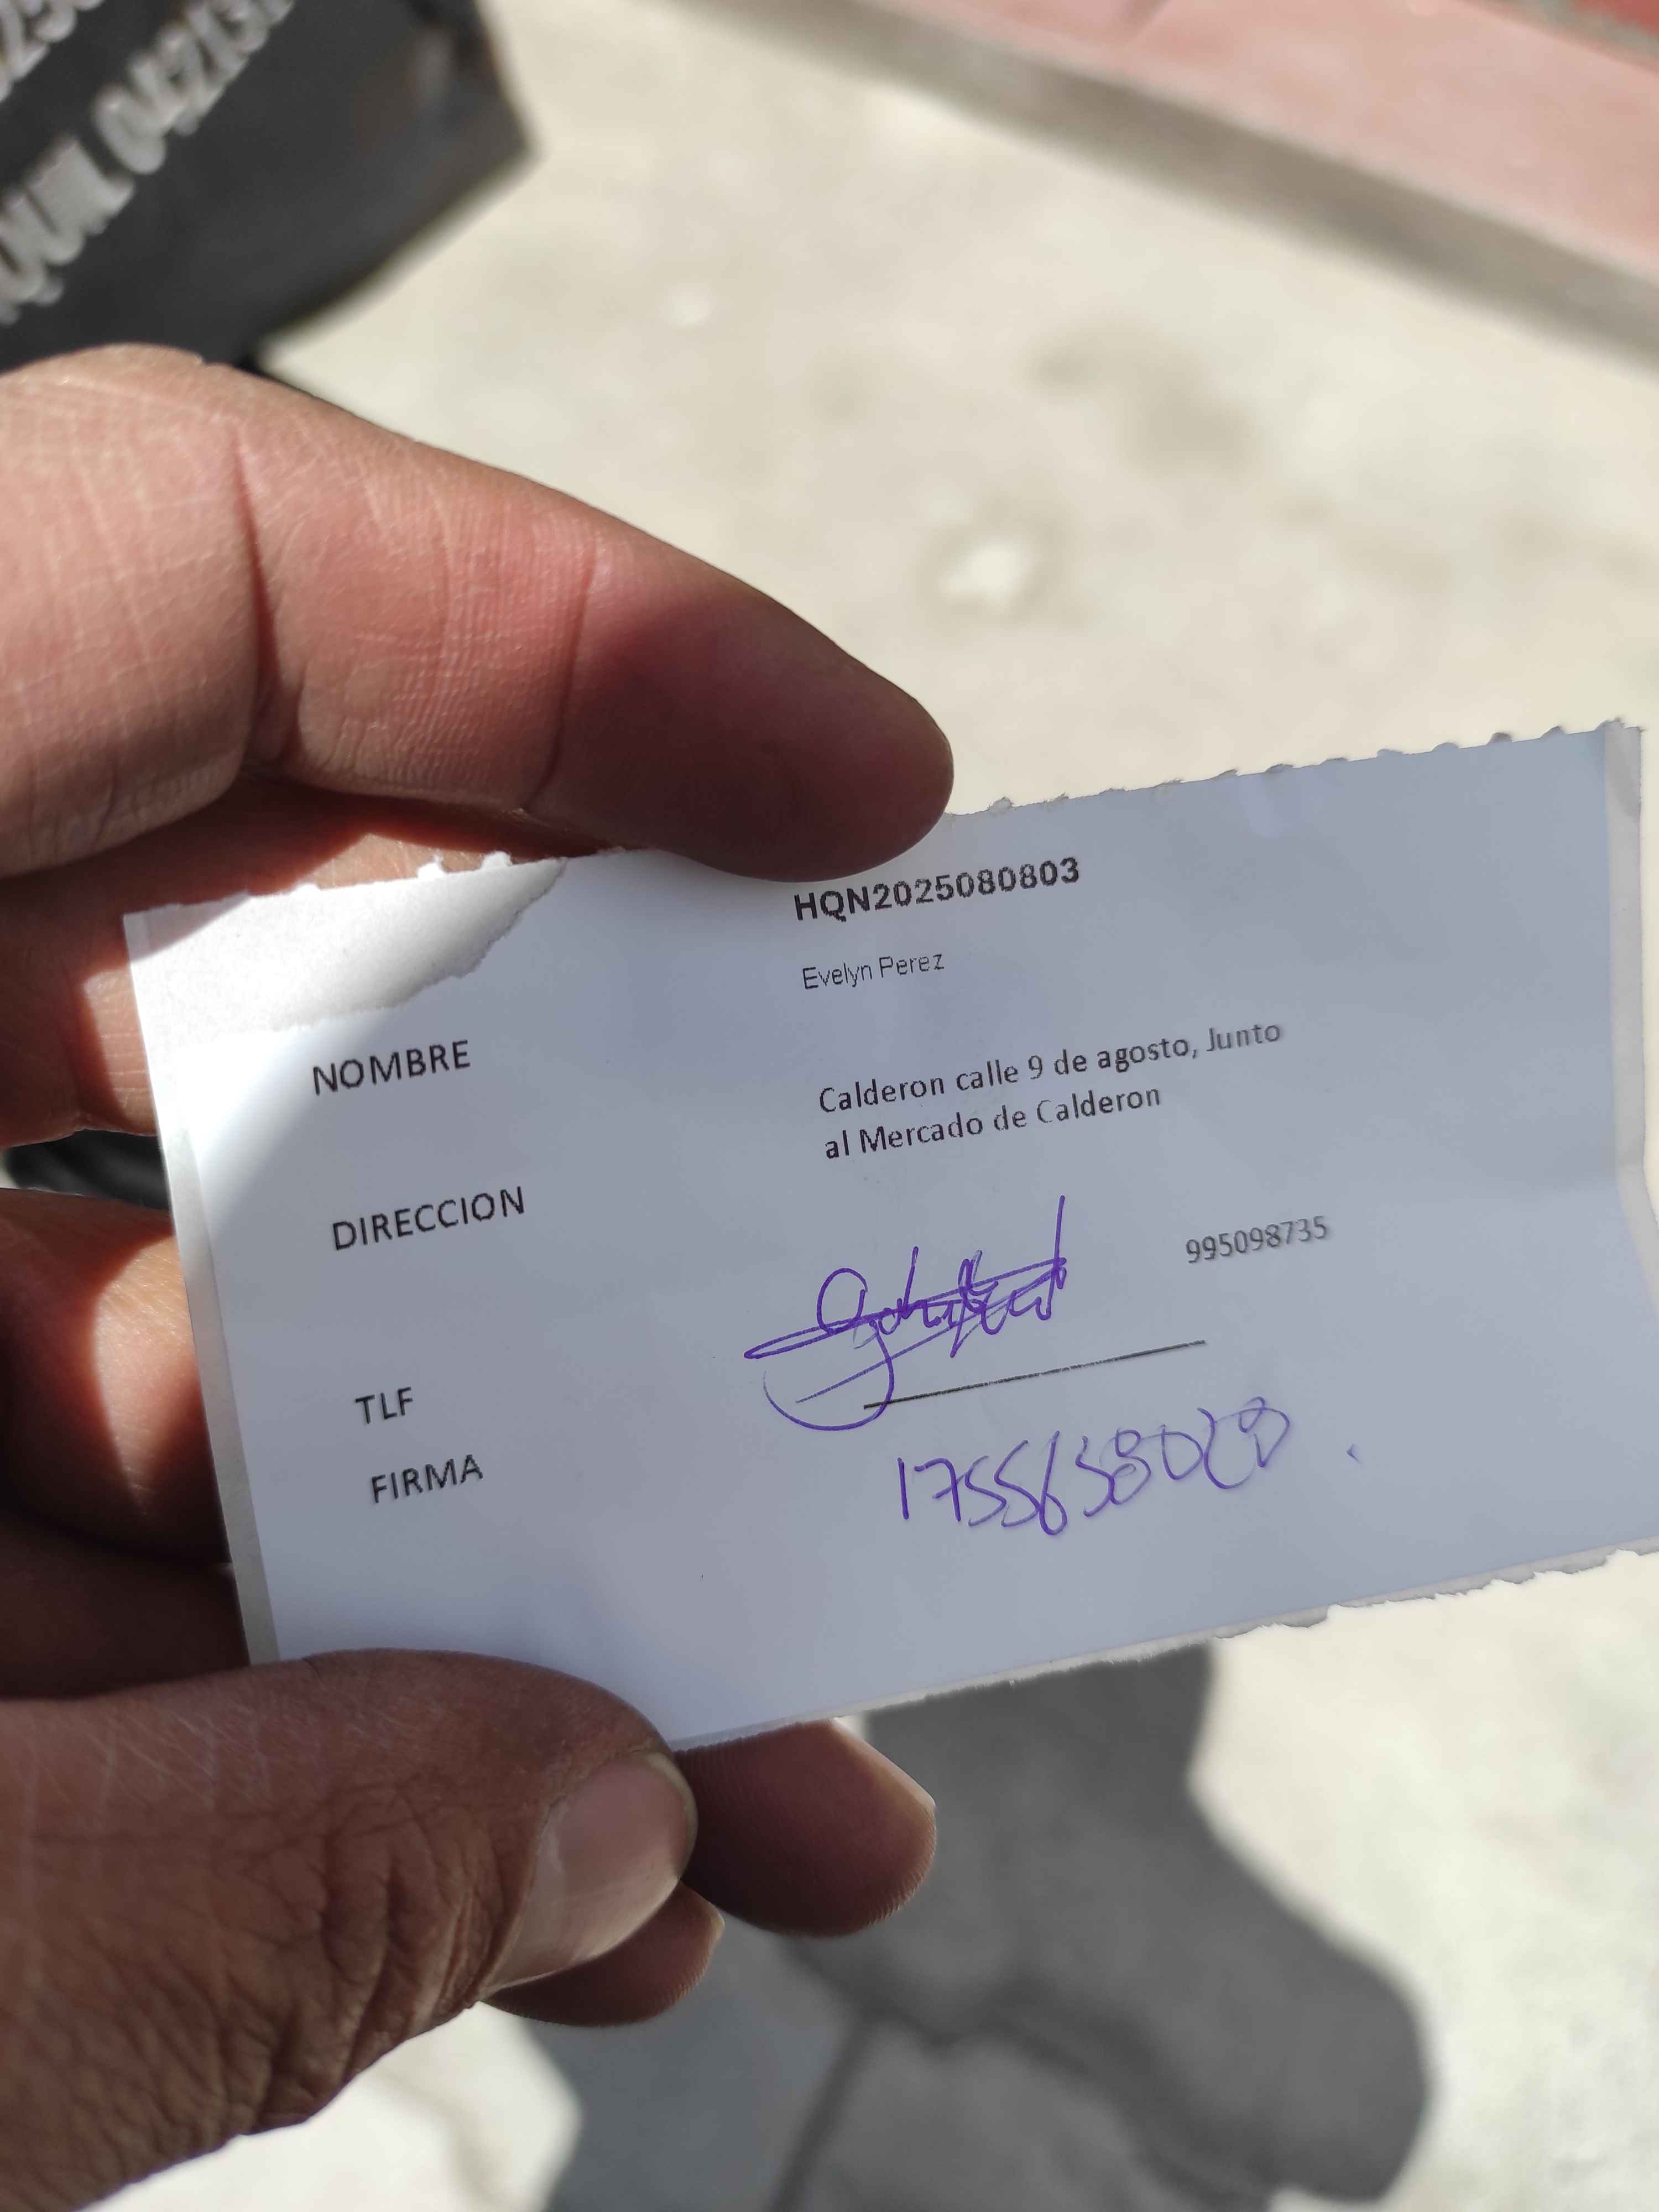 HQN2025080803
NOMBRE Evelyn Perez
DIRECCION Calderon calle 9 de agosto, Junto
al Mercado de Calderon
TLF 995098735
FIRMA